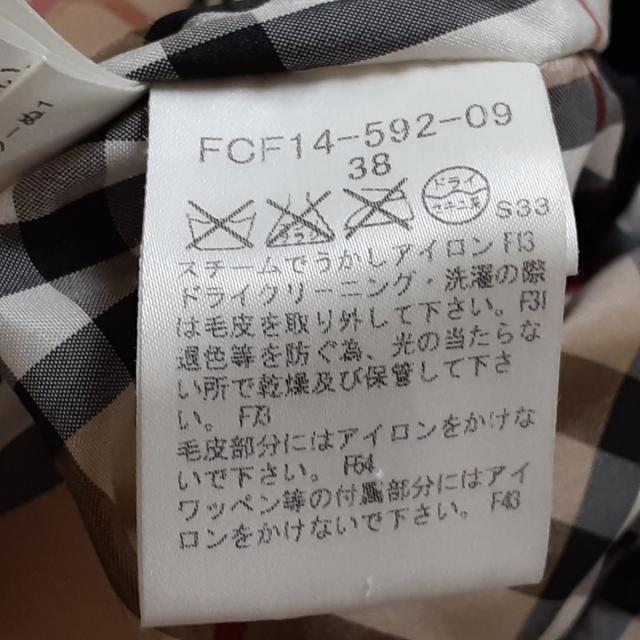 FCF14-592-09
38
ドライ
セキユ系
S33
スチームでうかしアイロン F13
ドライクリーニング・洗濯の際
は毛皮を取り外して下さい。F31
退色等を防ぐ為、光の当たらな
い所で乾燥及び保管して下さ
い。 F73
毛皮部分にはアイロンをかけな
いで下さい。 F54
ワッペン等の付属部分にはアイ
ロンをかけないで下さい。 F43